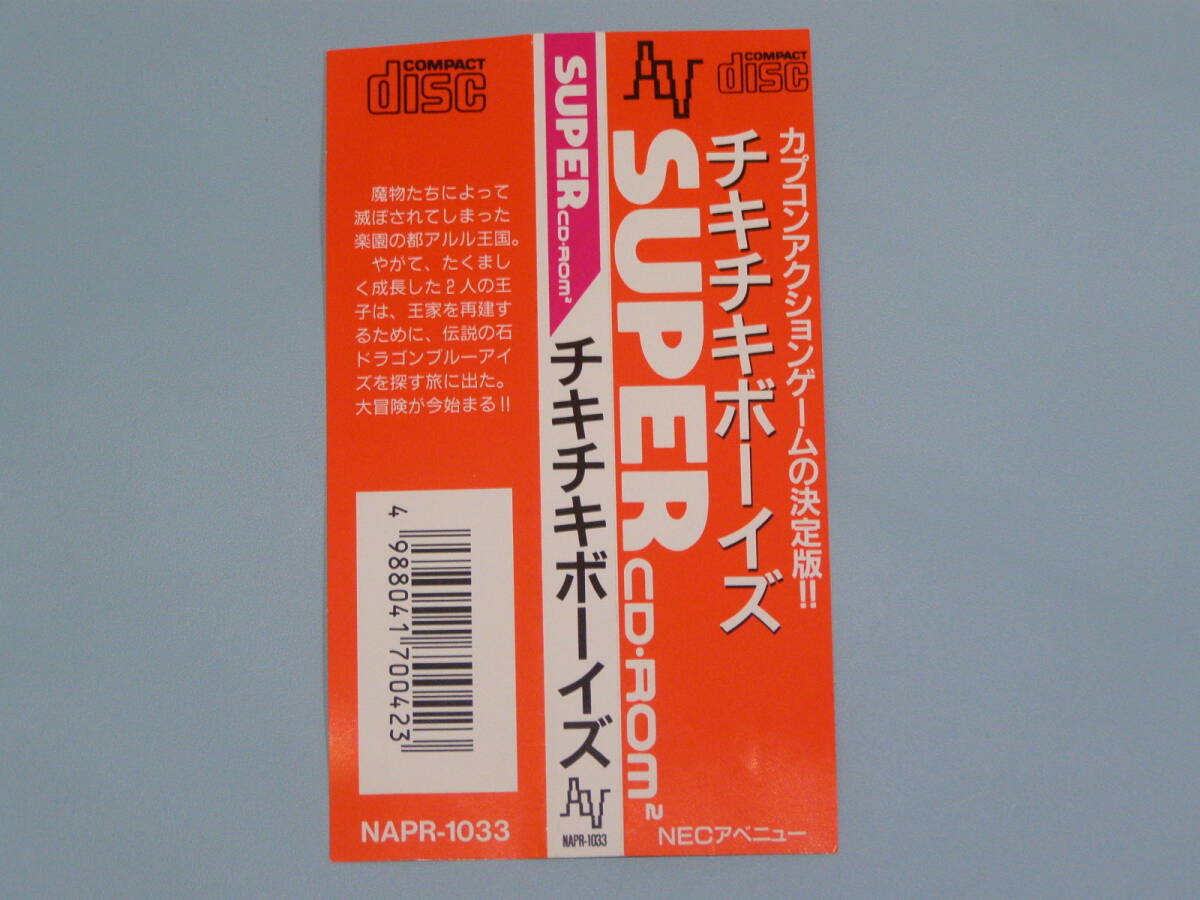 COMPACT
disc
魔物たちによって
滅ぼされてしまった
楽園の都アルル王国。
やがて、たくまし
く成長した2人の王
子は、王家を再建す
るために、伝説の石
ドラゴンブルーアイ
ズを探す旅に出た。
大冒険が今始まる!!
4 988041 700423
NAPR-1033
SUPER CD・ROM²
チキチキボーイズ
AV
NAPR-1033
AV
COMPACT
disc
カプコンアクションゲームの決定版!!
チキチキボーイズ
SUPER CD・ROM²
NECアベニュー